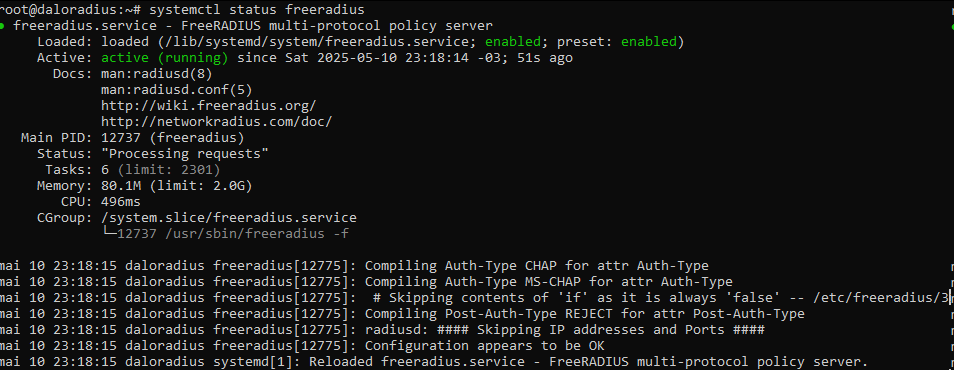 root@daloradius:~# systemctl status freeradius
● freeradius.service - FreeRADIUS multi-protocol policy server
Loaded: loaded (/lib/systemd/system/freeradius.service; enabled; preset: enabled)
Active: active (running) since Sat 2025-05-10 23:18:14 -03; 51s ago
Docs: man:radiusd(8)
man:radiusd.conf(5)
http://wiki.freeradius.org/
http://networkradius.com/doc/
Main PID: 12737 (freeradius)
Status: "Processing requests"
Tasks: 6 (limit: 2301)
Memory: 80.1M (limit: 2.0G)
CPU: 496ms
CGroup: /system.slice/freeradius.service
└─12737 /usr/sbin/freeradius -f
mai 10 23:18:15 daloradius freeradius[12775]: Compiling Auth-Type CHAP for attr Auth-Type
mai 10 23:18:15 daloradius freeradius[12775]: Compiling Auth-Type MS-CHAP for attr Auth-Type
mai 10 23:18:15 daloradius freeradius[12775]:  # Skipping contents of 'if' as it is always 'false' -- /etc/freeradius/3
mai 10 23:18:15 daloradius freeradius[12775]: Compiling Post-Auth-Type REJECT for attr Post-Auth-Type
mai 10 23:18:15 daloradius freeradius[12775]: radiusd: #### Skipping IP addresses and Ports ####
mai 10 23:18:15 daloradius freeradius[12775]: Configuration appears to be OK
mai 10 23:18:15 daloradius systemd[1]: Reloaded freeradius.service - FreeRADIUS multi-protocol policy server.